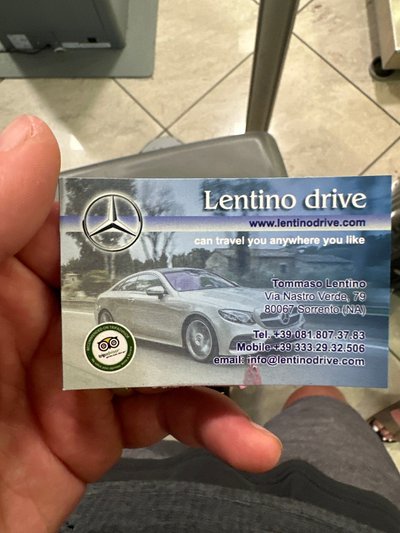 Lentino drive
www.lentinodrive.com
can travel you anywhere you like
Tommaso Lentino
Via Nastro Verde, 79
80067 Sorrento (NA)
Tel. +39 081.807.37.83
Mobile +39 333.29.32.506
email: info@lentinodrive.com